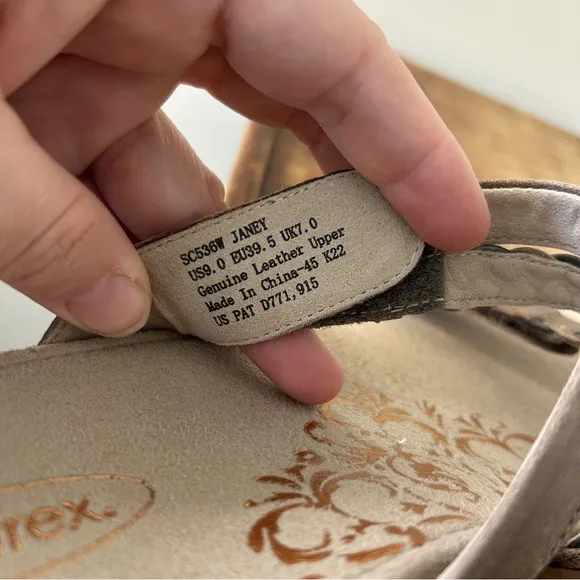 SC536W JANEY
US9.0 EU39.5 UK7.0
Genuine Leather Upper
Made In China-45 K22
US PAT D771,915
rex.